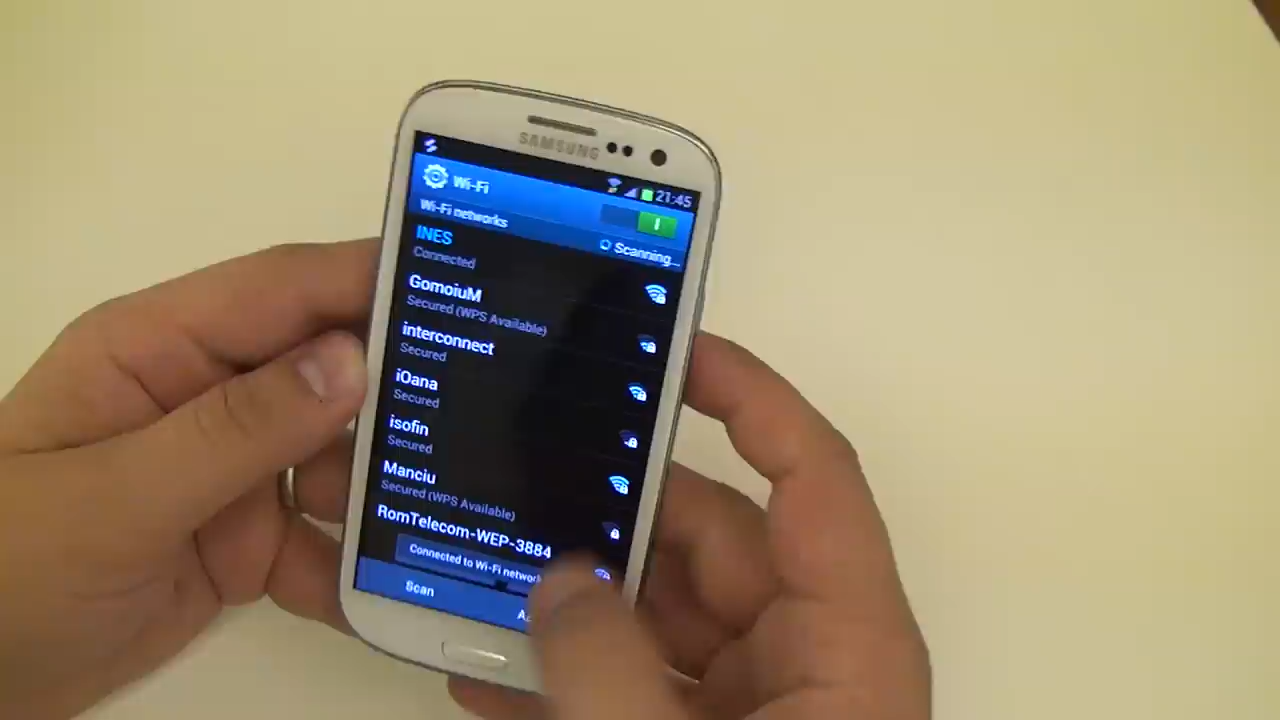 SAMSUNG
21:45
Wi-Fi
Wi-Fi networks
Scanning...
INES
Connected
GomoiuM
Secured (WPS Available)
interconnect
Secured
iOana
Secured
isofin
Secured
Manciu
Secured (WPS Available)
RomTelecom-WEP-3884
Connected to Wi-Fi network
Scan